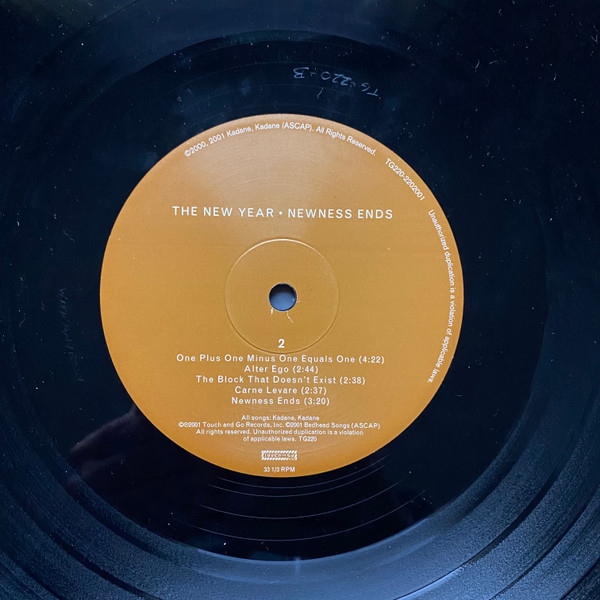 TG-220-B
©2000, 2001 Kadane, Kadane (ASCAP). All Rights Reserved.
TG220-2202001
Unauthorized duplication is a violation of applicable laws.
THE NEW YEAR • NEWNESS ENDS
2
One Plus One Minus One Equals One (4:22)
Alter Ego (2:44)
The Block That Doesn't Exist (2:38)
Carne Levare (2:37)
Newness Ends (3:20)
All songs: Kadane, Kadane
©℗2001 Touch and Go Records, Inc. ©2001 Bedhead Songs (ASCAP)
All rights reserved. Unauthorized duplication is a violation
of applicable laws. TG220
33 1/3 RPM